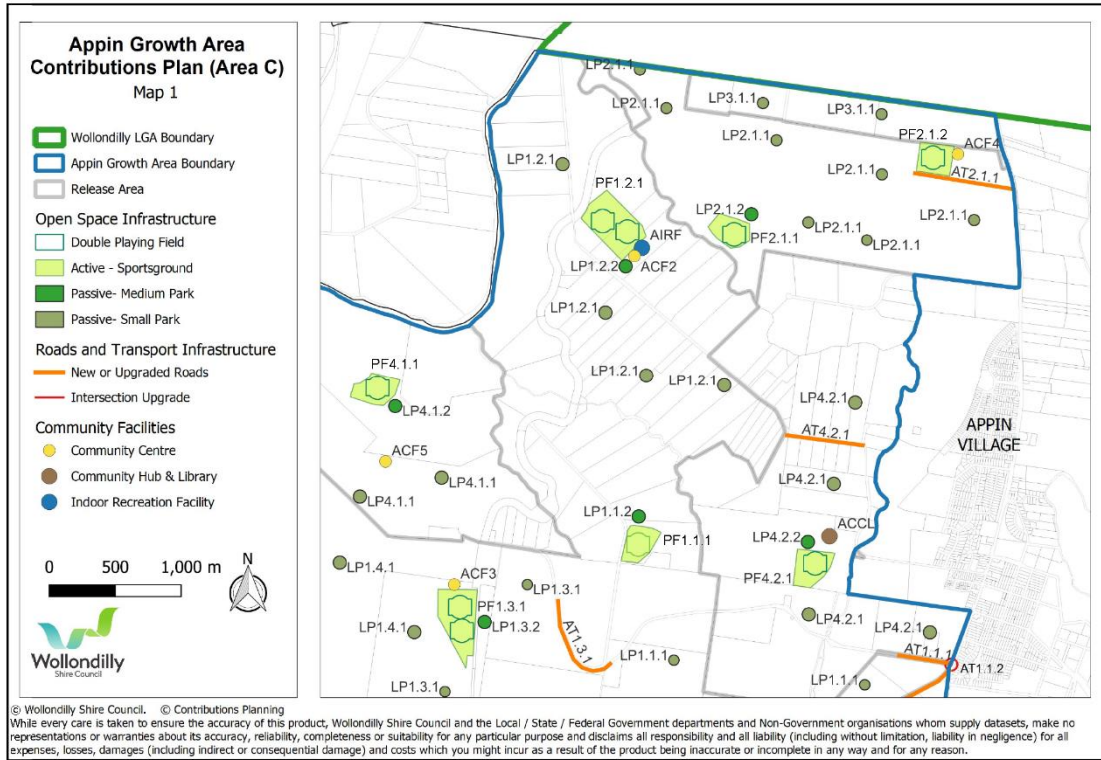 Appin Growth Area
Contributions Plan (Area C)
Map 1
Wollondilly LGA Boundary
Appin Growth Area Boundary
Release Area
Open Space Infrastructure
Double Playing Field
Active - Sportsground
Passive- Medium Park
Passive- Small Park
Roads and Transport Infrastructure
New or Upgraded Roads
Intersection Upgrade
Community Facilities
Community Centre
Community Hub & Library
Indoor Recreation Facility
0 500 1,000 m
N
Wollondilly
Shire Council
LP2.1.1
LP2.1.1
LP3.1.1
LP3.1.1
LP2.1.1
PF2.1.2
ACF4
LP1.2.1
LP2.1.1
AT2.1.1
PF1.2.1
LP2.1.2
LP2.1.1
LP2.1.1
AIRF
PF2.1.1
LP2.1.1
ACF2
LP1.2.2
LP1.2.1
PF4.1.1
LP1.2.1
LP1.2.1
LP4.1.2
LP4.2.1
APPIN
VILLAGE
AT4.2.1
ACF5
LP4.1.1
LP4.2.1
LP4.1.1
LP1.1.2
ACCL
PF1.1.1
LP4.2.2
LP1.4.1
PF4.2.1
ACF3
LP1.3.1
PF1.3.1
LP1.3.2
LP1.4.1
AT1.3.1
LP4.2.1
LP4.2.1
AT1.1.1
LP1.1.1
AT1.1.2
LP1.3.1
LP1.1.1
© Wollondilly Shire Council. © Contributions Planning
While every care is taken to ensure the accuracy of this product, Wollondilly Shire Council and the Local / State / Federal Government departments and Non-Government organisations whom supply datasets, make no
representations or warranties about its accuracy, reliability, completeness or suitability for any particular purpose and disclaims all responsibility and all liability (including without limitation, liability in negligence) for all
expenses, losses, damages (including indirect or consequential damage) and costs which you might incur as a result of the product being inaccurate or incomplete in any way and for any reason.